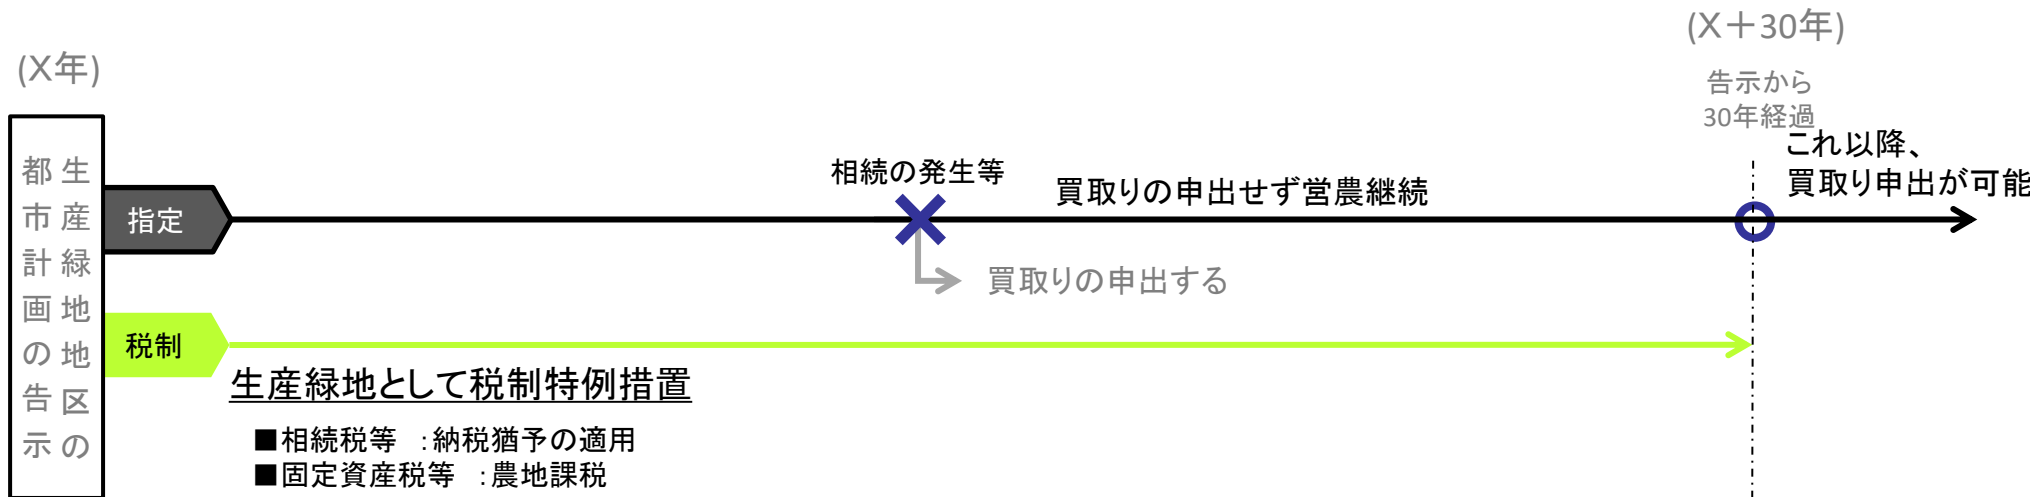 (X年)
生産緑地地区の
都市計画の告示
指定
相続の発生等
買取りの申出せず営農継続
買取りの申出する
(X＋30年)
告示から
30年経過
これ以降、
買取り申出が可能
税制
生産緑地として税制特例措置
■相続税等　：納税猶予の適用
■固定資産税等　：農地課税